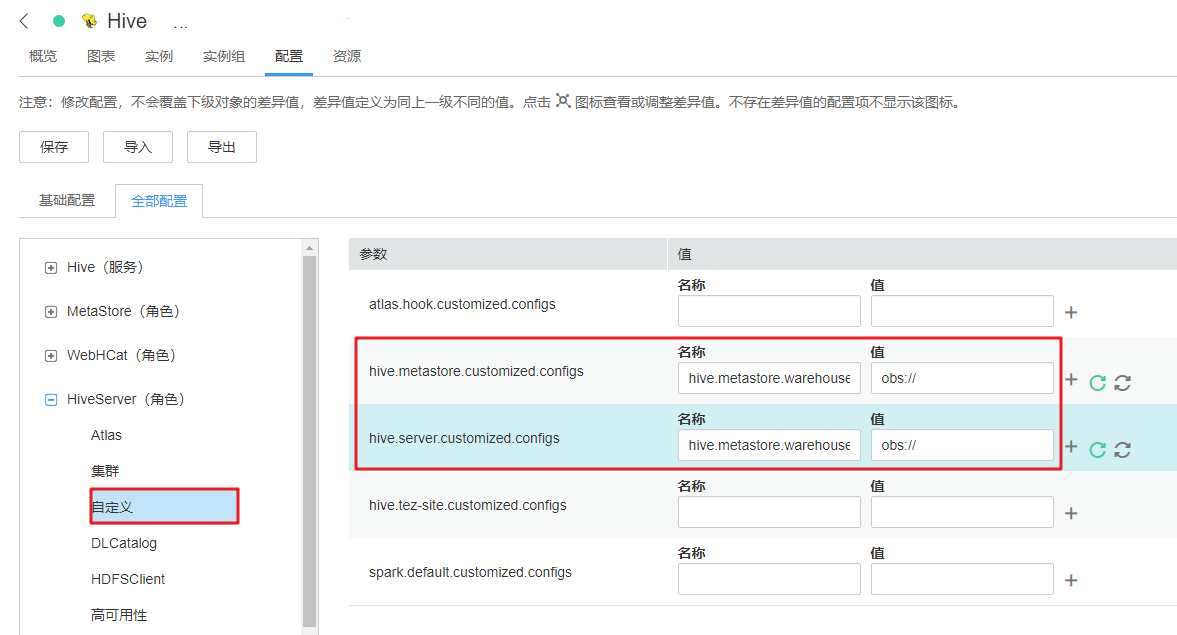 Hive ...
概览 图表 实例 实例组 配置 资源
注意：修改配置，不会覆盖下级对象的差异值，差异值定义为同上一级不同的值。点击 图标查看或调整差异值。不存在差异值的配置项不显示该图标。
保存 导入 导出
基础配置 全部配置
Hive（服务）
MetaStore（角色）
WebHCat（角色）
HiveServer（角色）
Atlas
集群
自定义
DLCatalog
HDFSClient
高可用性
参数 值
名称 值
atlas.hook.customized.configs
名称 值
hive.metastore.customized.configs hive.metastore.warehouse obs://
名称 值
hive.server.customized.configs hive.metastore.warehouse obs://
名称 值
hive.tez-site.customized.configs
名称 值
spark.default.customized.configs